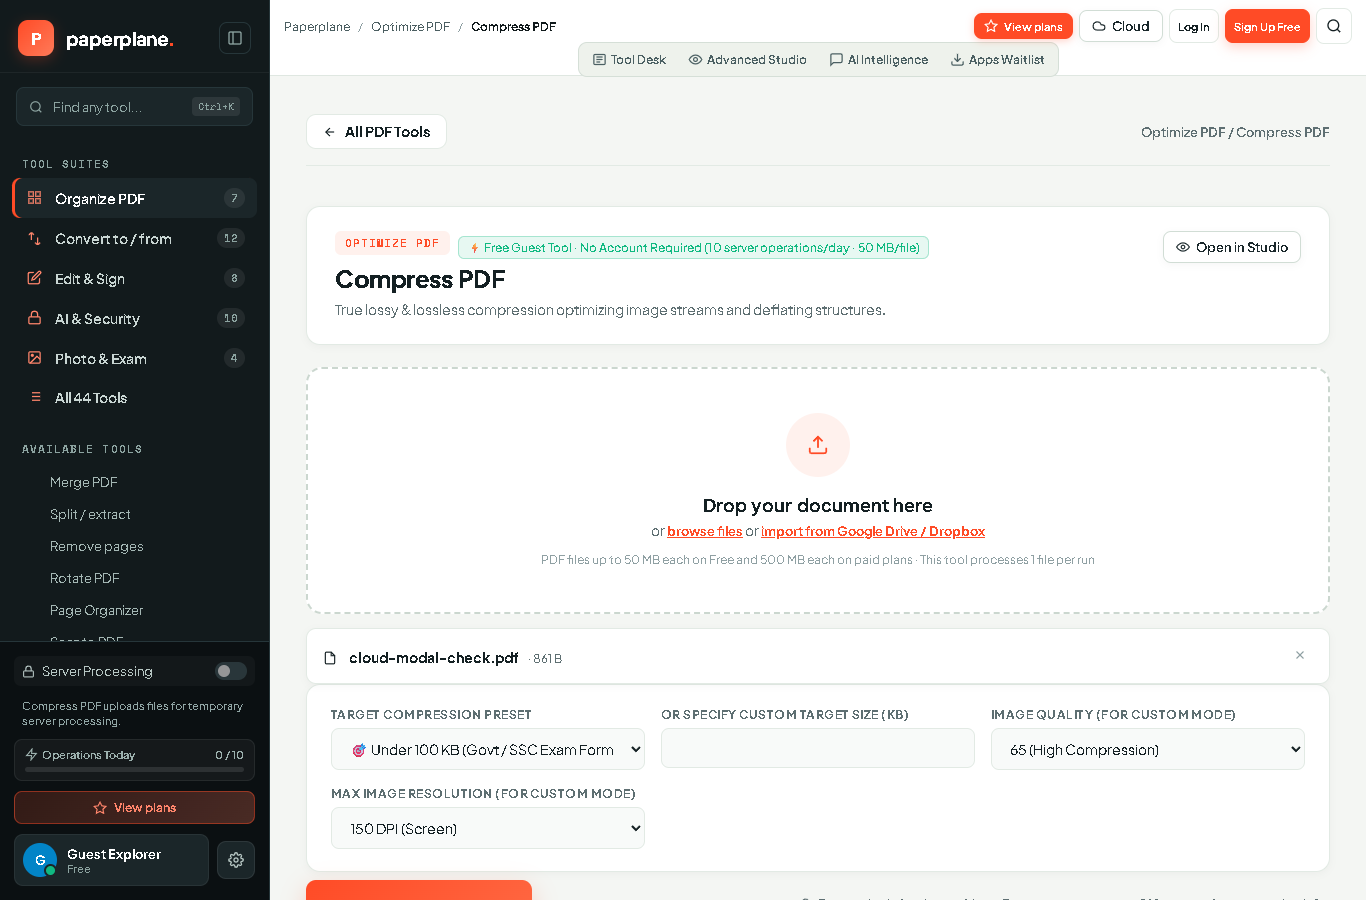 P paperplane.
Find any tool... Ctrl+K
TOOL SUITES
Organize PDF 7
Convert to / from 12
Edit & Sign 8
AI & Security 10
Photo & Exam 4
All 44 Tools
AVAILABLE TOOLS
Merge PDF
Split / extract
Remove pages
Rotate PDF
Page Organizer
Server Processing
Compress PDF uploads files for temporary
server processing.
Operations Today 0 / 10
View plans
G Guest Explorer
Free
Paperplane / Optimize PDF / Compress PDF
View plans Cloud Log In Sign Up Free
Tool Desk Advanced Studio AI Intelligence Apps Waitlist
All PDF Tools
Optimize PDF / Compress PDF
OPTIMIZE PDF Free Guest Tool · No Account Required (10 server operations/day · 50 MB/file)
Open in Studio
Compress PDF
True lossy & lossless compression optimizing image streams and deflating structures.
Drop your document here
or browse files or import from Google Drive / Dropbox
PDF files up to 50 MB each on Free and 500 MB each on paid plans · This tool processes 1 file per run
cloud-modal-check.pdf · 861 B ×
TARGET COMPRESSION PRESET OR SPECIFY CUSTOM TARGET SIZE (KB) IMAGE QUALITY (FOR CUSTOM MODE)
Under 100 KB (Govt / SSC Exam Form 65 (High Compression)
MAX IMAGE RESOLUTION (FOR CUSTOM MODE)
150 DPI (Screen)